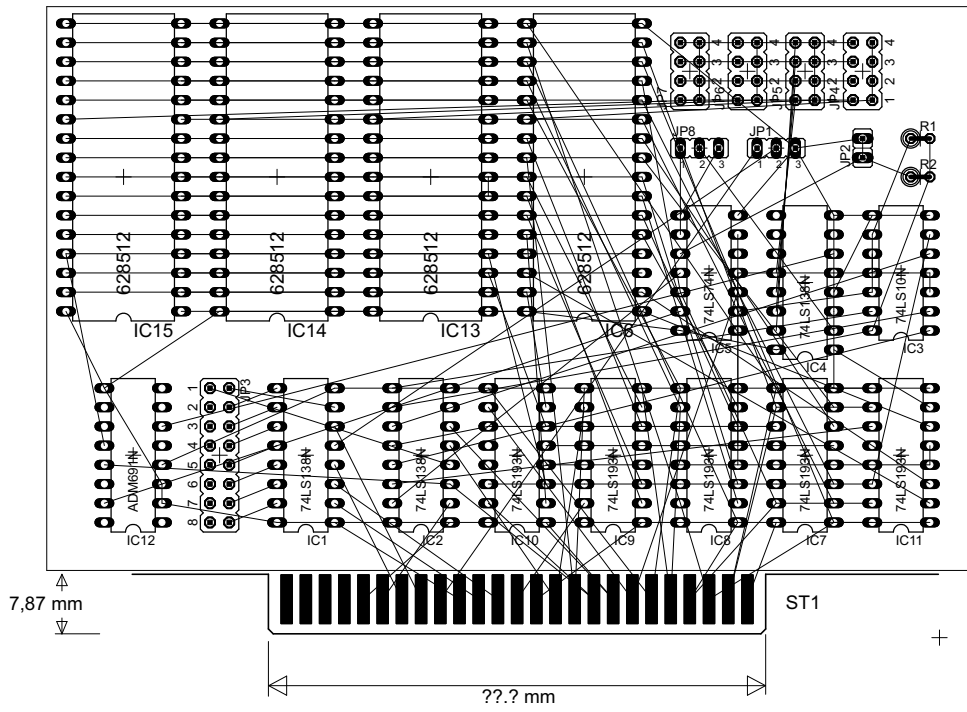 4 4 4 4
3 3 3 3
JP7 JP6 2 JP5 2 JP4 2 2
1
R1
JP8 JP1 JP2
1 2 3 1 2 3
R2
628512 628512 628512 628512
74LS74N 74LS138N 74LS10N
IC15 IC14 IC13 IC6
IC5 IC4 IC3
JP3
1
2
3
4
5
6
7
8
ADM691N 74LS138N 74LS138N 74LS193N 74LS193N 74LS193N 74LS193N 74LS193N
IC12 IC1 IC2 IC10 IC9 IC8 IC7 IC11
7,87 mm
ST1
??.? mm